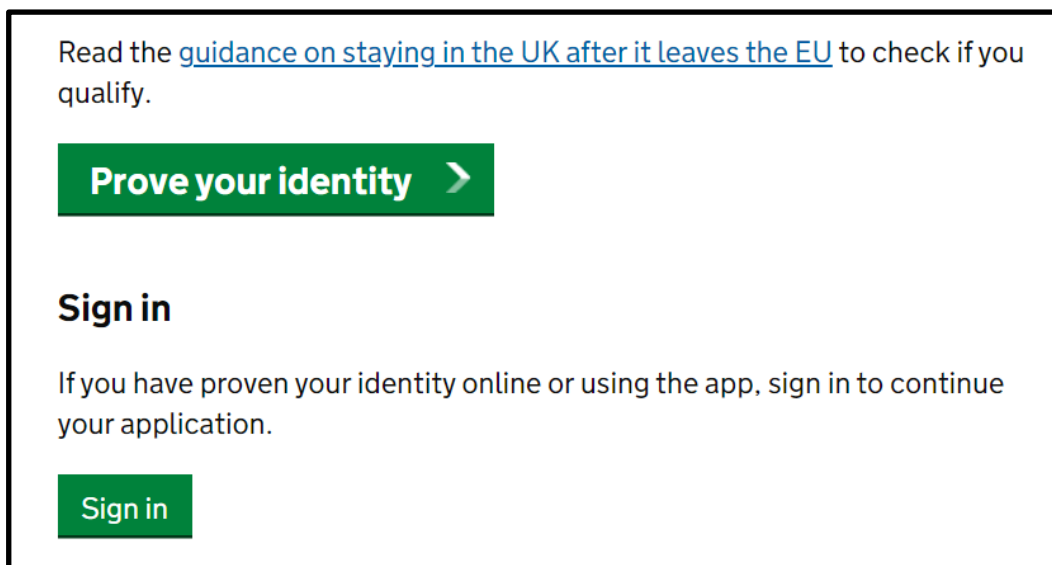 Read the guidance on staying in the UK after it leaves the EU to check if you
qualify.
Prove your identity
Sign in
If you have proven your identity online or using the app, sign in to continue
your application.
Sign in